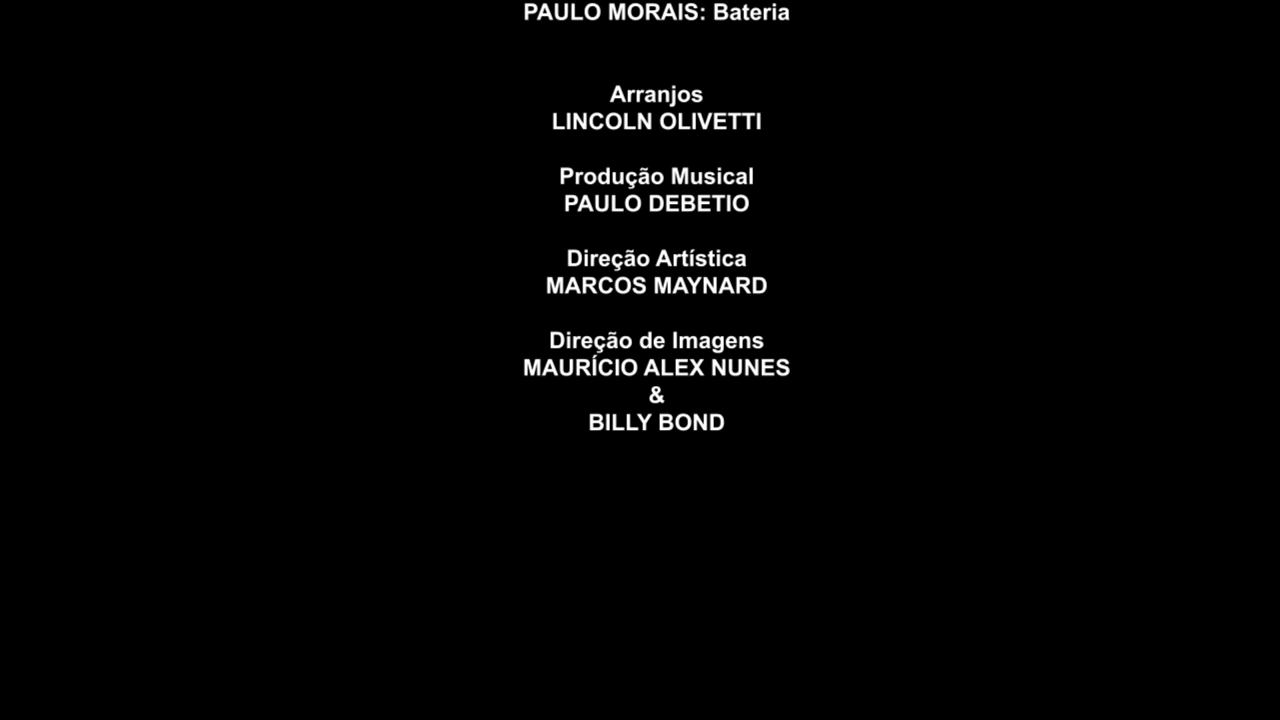 PAULO MORAIS: Bateria
Arranjos
LINCOLN OLIVETTI
Produção Musical
PAULO DEBETIO
Direção Artística
MARCOS MAYNARD
Direção de Imagens
MAURÍCIO ALEX NUNES
&
BILLY BOND